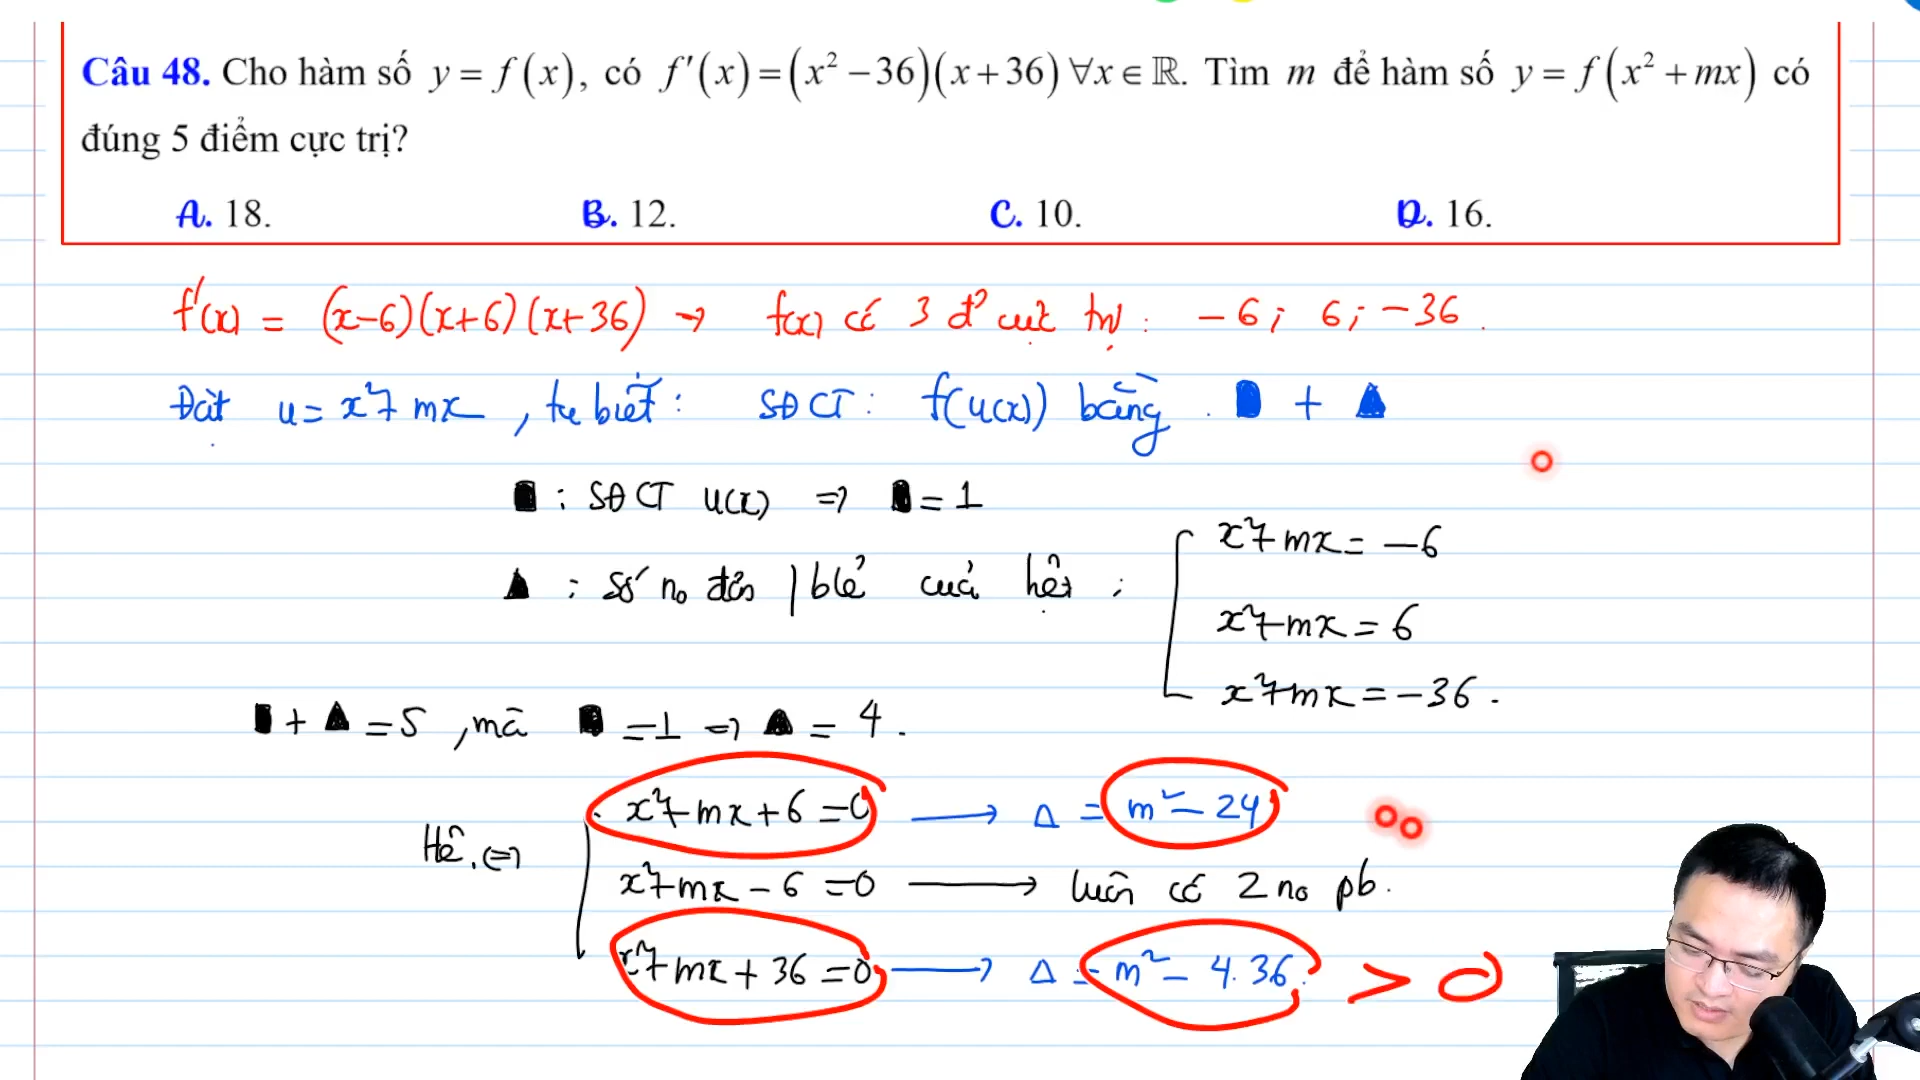 Câu 48. Cho hàm số y = f(x), có f'(x) = (x² − 36)(x + 36) ∀x ∈ ℝ. Tìm m để hàm số y = f(x² + mx) có
đúng 5 điểm cực trị?
A. 18. B. 12. C. 10. D. 16.
f'(x) = (x−6)(x+6)(x+36) → f(x) có 3 đ' cực trị : −6; 6; −36.
Đặt u = x²+mx, ta biết: SĐCT: f(u(x)) bằng ■ + ▲
■ : SĐCT u(x) ⇒ ■ = 1
▲ : số no đơn / blẻ của hệ : x²+mx = −6
x²+mx = 6
x²+mx = −36.
■ + ▲ = 5, mà ■ = 1 ⇒ ▲ = 4.
x²+mx+6 = 0 → Δ = m² − 24
Hệ ⇔ x²+mx − 6 = 0 → luôn có 2 no pb.
x²+mx+36 = 0 → Δ = m² − 4.36. > 0